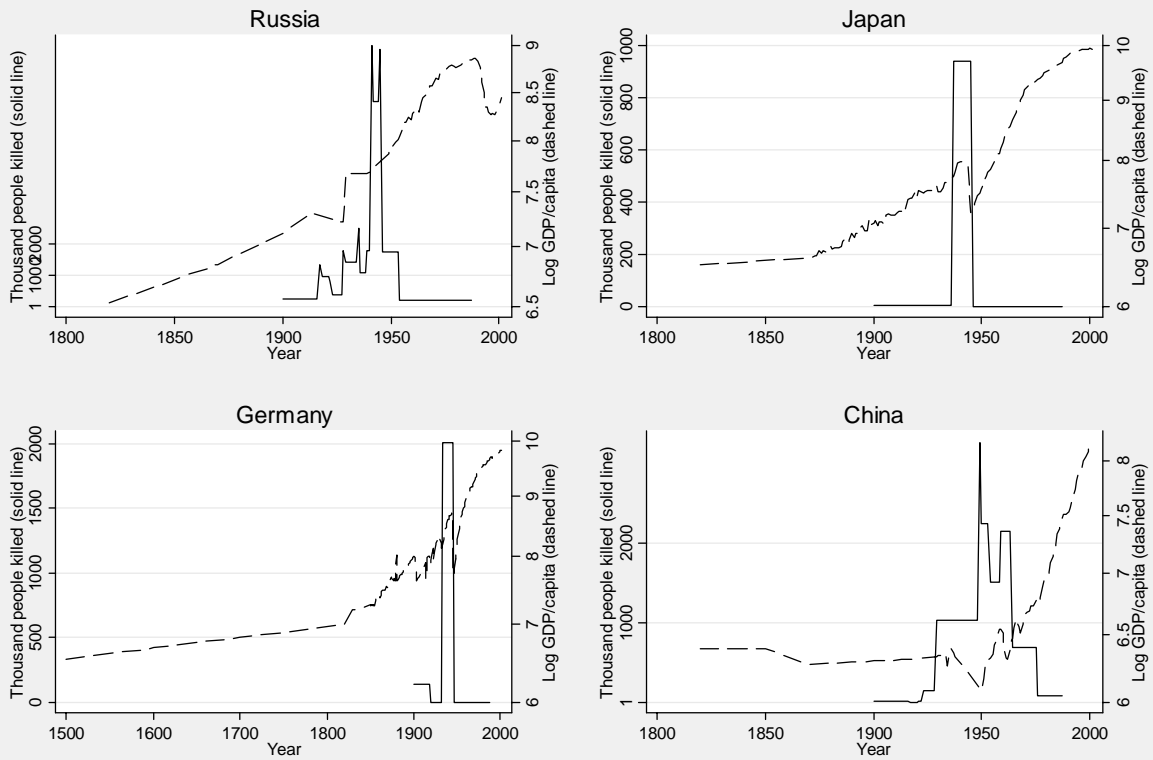 Russia
Thousand people killed (solid line)
1 1000 2000
6.5 7 7.5 8 8.5 9
Log GDP/capita (dashed line)
1800 1850 1900 1950 2000
Year
Japan
Thousand people killed (solid line)
0 200 400 600 800 1000
6 7 8 9 10
Log GDP/capita (dashed line)
1800 1850 1900 1950 2000
Year
Germany
Thousand people killed (solid line)
0 500 1000 1500 2000
6 7 8 9 10
Log GDP/capita (dashed line)
1500 1600 1700 1800 1900 2000
Year
China
Thousand people killed (solid line)
1 1000 2000
6 6.5 7 7.5 8
Log GDP/capita (dashed line)
1800 1850 1900 1950 2000
Year